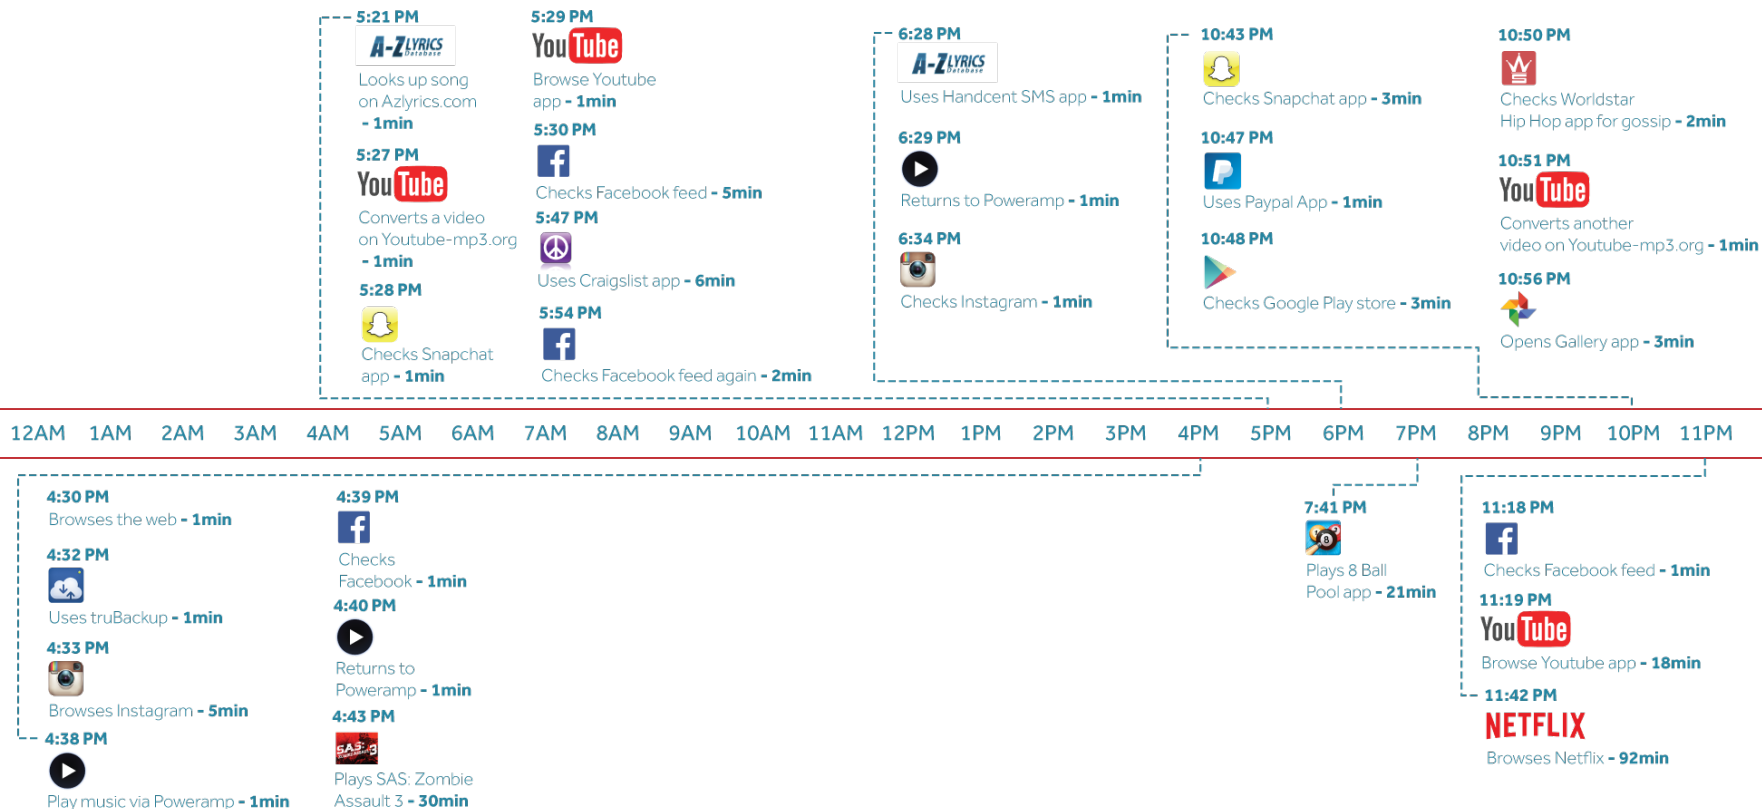 5:21 PM
A-Z LYRICS
Database
Looks up song
on Azlyrics.com
- 1min
5:27 PM
YouTube
Converts a video
on Youtube-mp3.org
- 1min
5:28 PM
Checks Snapchat
app - 1min
5:29 PM
YouTube
Browse Youtube
app - 1min
5:30 PM
f
Checks Facebook feed - 5min
5:47 PM
Uses Craigslist app - 6min
5:54 PM
f
Checks Facebook feed again - 2min
6:28 PM
A-Z LYRICS
Database
Uses Handcent SMS app - 1min
6:29 PM
Returns to Poweramp - 1min
6:34 PM
Checks Instagram - 1min
10:43 PM
Checks Snapchat app - 3min
10:47 PM
P
Uses Paypal App - 1min
10:48 PM
Checks Google Play store - 3min
10:50 PM
W
Checks Worldstar
Hip Hop app for gossip - 2min
10:51 PM
YouTube
Converts another
video on Youtube-mp3.org - 1min
10:56 PM
Opens Gallery app - 3min
12AM 1AM 2AM 3AM 4AM 5AM 6AM 7AM 8AM 9AM 10AM 11AM 12PM 1PM 2PM 3PM 4PM 5PM 6PM 7PM 8PM 9PM 10PM 11PM
4:30 PM
Browses the web - 1min
4:32 PM
Uses truBackup - 1min
4:33 PM
Browses Instagram - 5min
4:38 PM
Play music via Poweramp - 1min
4:39 PM
f
Checks
Facebook - 1min
4:40 PM
Returns to
Poweramp - 1min
4:43 PM
SAS: 3
Plays SAS: Zombie
Assault 3 - 30min
7:41 PM
8
Plays 8 Ball
Pool app - 21min
11:18 PM
f
Checks Facebook feed - 1min
11:19 PM
YouTube
Browse Youtube app - 18min
11:42 PM
NETFLIX
Browses Netflix - 92min